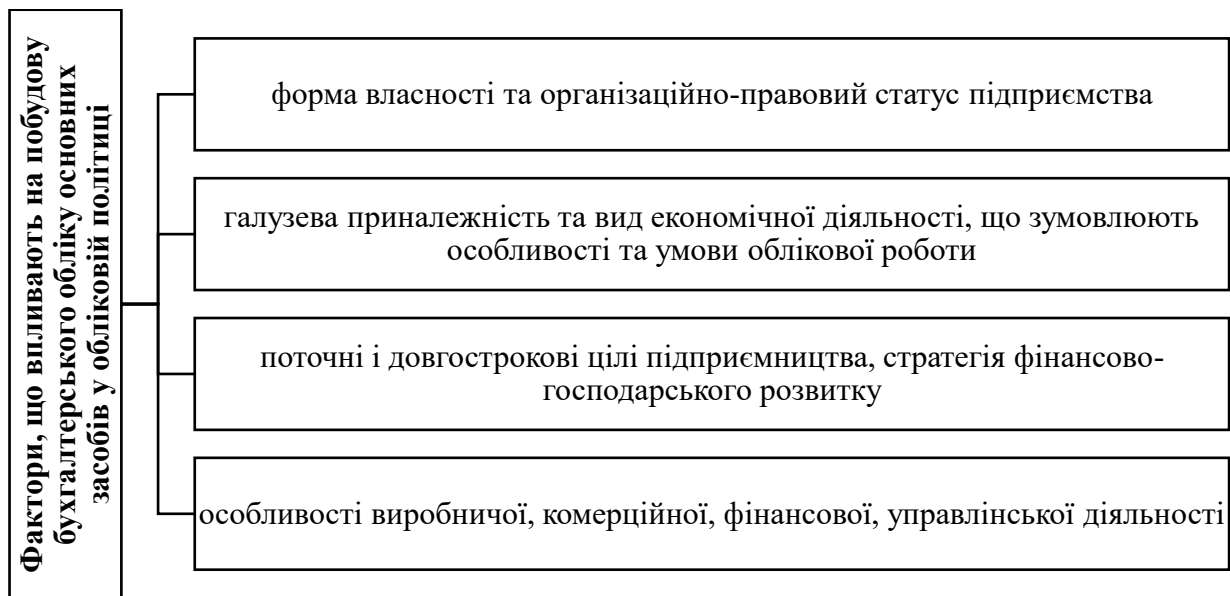 Фактори, що впливають на побудову
бухгалтерського обліку основних
засобів у обліковій політиці
форма власності та організаційно-правовий статус підприємства
галузева приналежність та вид економічної діяльності, що зумовлюють
особливості та умови облікової роботи
поточні і довгострокові цілі підприємництва, стратегія фінансово-
господарського розвитку
особливості виробничої, комерційної, фінансової, управлінської діяльності